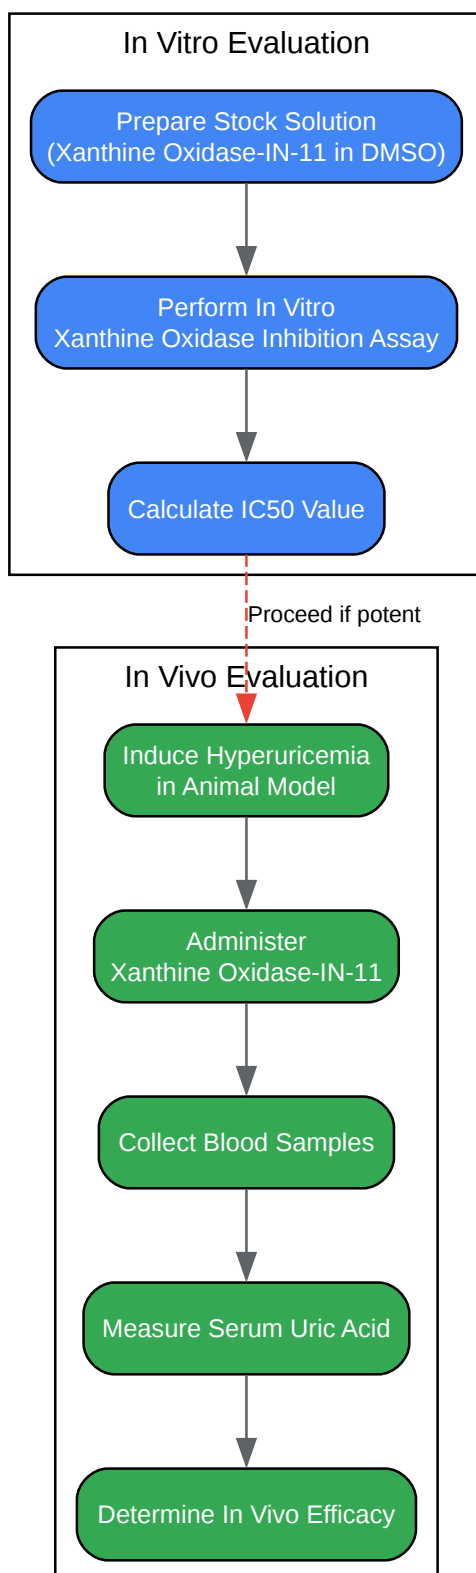 In Vitro Evaluation
Prepare Stock Solution
(Xanthine Oxidase-IN-11 in DMSO)
Perform In Vitro
Xanthine Oxidase Inhibition Assay
Calculate IC50 Value
Proceed if potent
In Vivo Evaluation
Induce Hyperuricemia
in Animal Model
Administer
Xanthine Oxidase-IN-11
Collect Blood Samples
Measure Serum Uric Acid
Determine In Vivo Efficacy